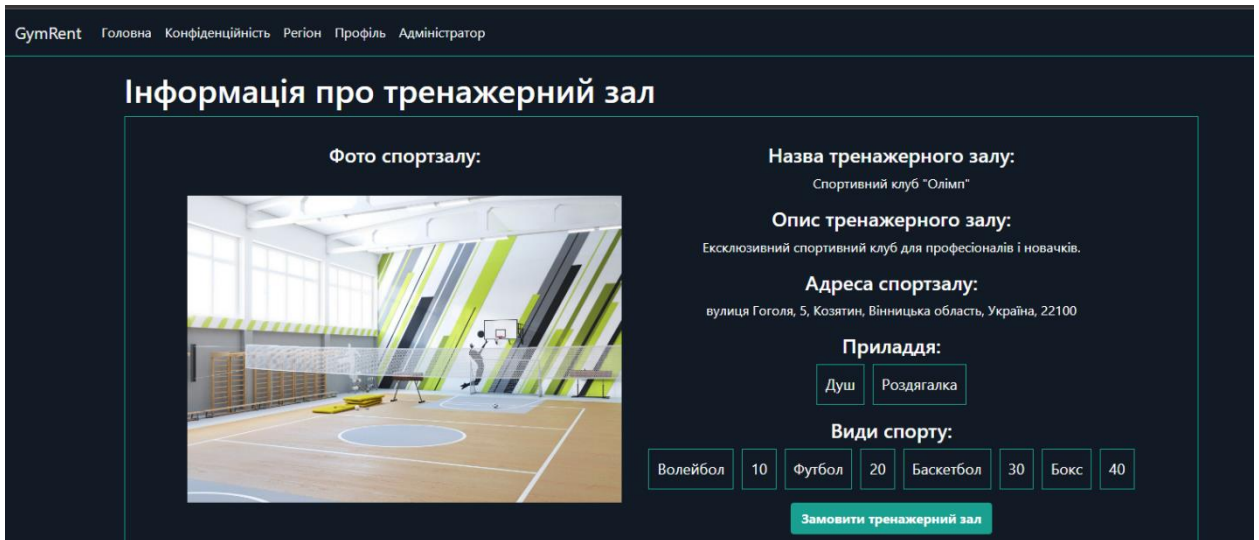 GymRent Головна Конфіденційність Регіон Профіль Адміністратор
Інформація про тренажерний зал
Фото спортзалу:
Назва тренажерного залу:
Спортивний клуб "Олімп"
Опис тренажерного залу:
Ексклюзивний спортивний клуб для професіоналів і новачків.
Адреса спортзалу:
вулиця Гоголя, 5, Козятин, Вінницька область, Україна, 22100
Приладдя:
Душ Роздягалка
Види спорту:
Волейбол 10 Футбол 20 Баскетбол 30 Бокс 40
Замовити тренажерний зал